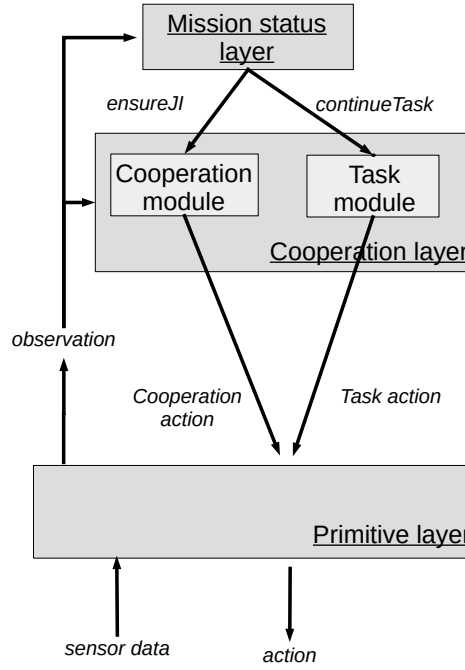 Mission status
layer
ensureJI
continueTask
Cooperation
module
Task
module
Cooperation layer
observation
Cooperation
action
Task action
Primitive layer
sensor data
action